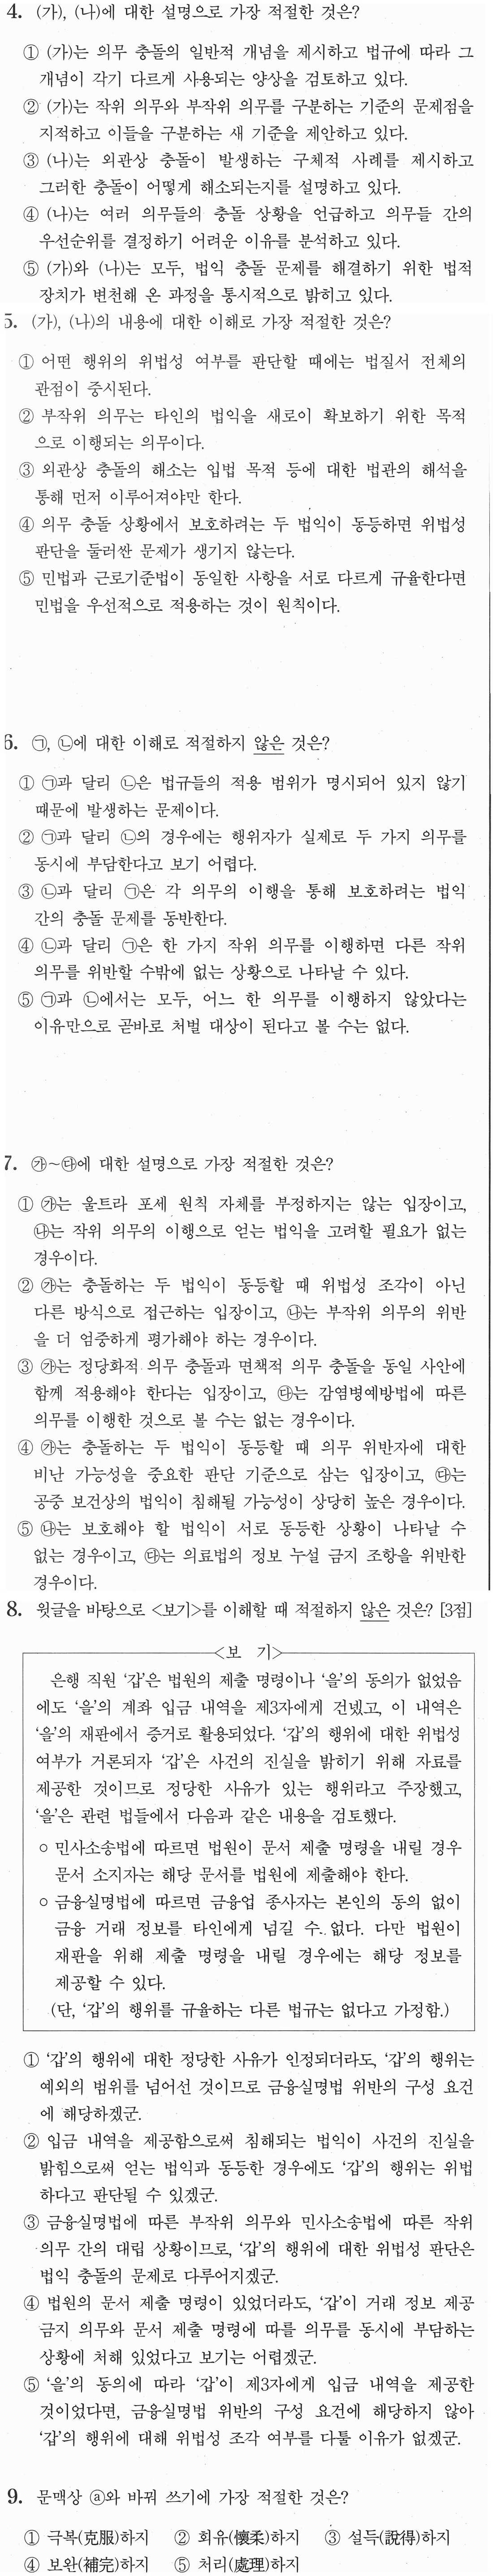 4. (가), (나)에 대한 설명으로 가장 적절한 것은?
① (가)는 의무 충돌의 일반적 개념을 제시하고 법규에 따라 그
개념이 각기 다르게 사용되는 양상을 검토하고 있다.
② (가)는 작위 의무와 부작위 의무를 구분하는 기준의 문제점을
지적하고 이들을 구분하는 새 기준을 제안하고 있다.
③ (나)는 외관상 충돌이 발생하는 구체적 사례를 제시하고
그러한 충돌이 어떻게 해소되는지를 설명하고 있다.
④ (나)는 여러 의무들의 충돌 상황을 언급하고 의무들 간의
우선순위를 결정하기 어려운 이유를 분석하고 있다.
⑤ (가)와 (나)는 모두, 법익 충돌 문제를 해결하기 위한 법적
장치가 변천해 온 과정을 통시적으로 밝히고 있다.
5. (가), (나)의 내용에 대한 이해로 가장 적절한 것은?
① 어떤 행위의 위법성 여부를 판단할 때에는 법질서 전체의
관점이 중시된다.
② 부작위 의무는 타인의 법익을 새로이 확보하기 위한 목적
으로 이행되는 의무이다.
③ 외관상 충돌의 해소는 입법 목적 등에 대한 법관의 해석을
통해 먼저 이루어져야만 한다.
④ 의무 충돌 상황에서 보호하려는 두 법익이 동등하면 위법성
판단을 둘러싼 문제가 생기지 않는다.
⑤ 민법과 근로기준법이 동일한 사항을 서로 다르게 규율한다면
민법을 우선적으로 적용하는 것이 원칙이다.
6. ㉠, ㉡에 대한 이해로 적절하지 않은 것은?
① ㉠과 달리 ㉡은 법규들의 적용 범위가 명시되어 있지 않기
때문에 발생하는 문제이다.
② ㉠과 달리 ㉡의 경우에는 행위자가 실제로 두 가지 의무를
동시에 부담한다고 보기 어렵다.
③ ㉡과 달리 ㉠은 각 의무의 이행을 통해 보호하려는 법익
간의 충돌 문제를 동반한다.
④ ㉡과 달리 ㉠은 한 가지 작위 의무를 이행하면 다른 작위
의무를 위반할 수밖에 없는 상황으로 나타날 수 있다.
⑤ ㉠과 ㉡에서는 모두, 어느 한 의무를 이행하지 않았다는
이유만으로 곧바로 처벌 대상이 된다고 볼 수는 없다.
7. ㉮~㉰에 대한 설명으로 가장 적절한 것은?
① ㉮는 울트라 포세 원칙 자체를 부정하지는 않는 입장이고,
㉯는 작위 의무의 이행으로 얻는 법익을 고려할 필요가 없는
경우이다.
② ㉮는 충돌하는 두 법익이 동등할 때 위법성 조각이 아닌
다른 방식으로 접근하는 입장이고, ㉯는 부작위 의무의 위반
을 더 엄중하게 평가해야 하는 경우이다.
③ ㉮는 정당화적 의무 충돌과 면책적 의무 충돌을 동일 사안에
함께 적용해야 한다는 입장이고, ㉰는 감염병예방법에 따른
의무를 이행한 것으로 볼 수는 없는 경우이다.
④ ㉮는 충돌하는 두 법익이 동등할 때 의무 위반자에 대한
비난 가능성을 중요한 판단 기준으로 삼는 입장이고, ㉰는
공중 보건상의 법익이 침해될 가능성이 상당히 높은 경우이다.
⑤ ㉯는 보호해야 할 법익이 서로 동등한 상황이 나타날 수
없는 경우이고, ㉰는 의료법의 정보 누설 금지 조항을 위반한
경우이다.
8. 윗글을 바탕으로 <보기>를 이해할 때 적절하지 않은 것은? [3점]
<보 기>
은행 직원 '갑'은 법원의 제출 명령이나 '을'의 동의가 없었음
에도 '을'의 계좌 입금 내역을 제3자에게 건넸고, 이 내역은
'을'의 재판에서 증거로 활용되었다. '갑'의 행위에 대한 위법성
여부가 거론되자 '갑'은 사건의 진실을 밝히기 위해 자료를
제공한 것이므로 정당한 사유가 있는 행위라고 주장했고,
'을'은 관련 법들에서 다음과 같은 내용을 검토했다.
○ 민사소송법에 따르면 법원이 문서 제출 명령을 내릴 경우
문서 소지자는 해당 문서를 법원에 제출해야 한다.
○ 금융실명법에 따르면 금융업 종사자는 본인의 동의 없이
금융 거래 정보를 타인에게 넘길 수 없다. 다만 법원이
재판을 위해 제출 명령을 내릴 경우에는 해당 정보를
제공할 수 있다.
(단, '갑'의 행위를 규율하는 다른 법규는 없다고 가정함.)
① '갑'의 행위에 대한 정당한 사유가 인정되더라도, '갑'의 행위는
예외의 범위를 넘어선 것이므로 금융실명법 위반의 구성 요건
에 해당하겠군.
② 입금 내역을 제공함으로써 침해되는 법익이 사건의 진실을
밝힘으로써 얻는 법익과 동등한 경우에도 '갑'의 행위는 위법
하다고 판단될 수 있겠군.
③ 금융실명법에 따른 부작위 의무와 민사소송법에 따른 작위
의무 간의 대립 상황이므로, '갑'의 행위에 대한 위법성 판단은
법익 충돌의 문제로 다루어지겠군.
④ 법원의 문서 제출 명령이 있었더라도, '갑'이 거래 정보 제공
금지 의무와 문서 제출 명령에 따를 의무를 동시에 부담하는
상황에 처해 있었다고 보기는 어렵겠군.
⑤ '을'의 동의에 따라 '갑'이 제3자에게 입금 내역을 제공한
것이었다면, 금융실명법 위반의 구성 요건에 해당하지 않아
'갑'의 행위에 대해 위법성 조각 여부를 다툴 이유가 없겠군.
9. 문맥상 ⓐ와 바꿔 쓰기에 가장 적절한 것은?
① 극복(克服)하지 ② 회유(懷柔)하지 ③ 설득(說得)하지
④ 보완(補完)하지 ⑤ 처리(處理)하지